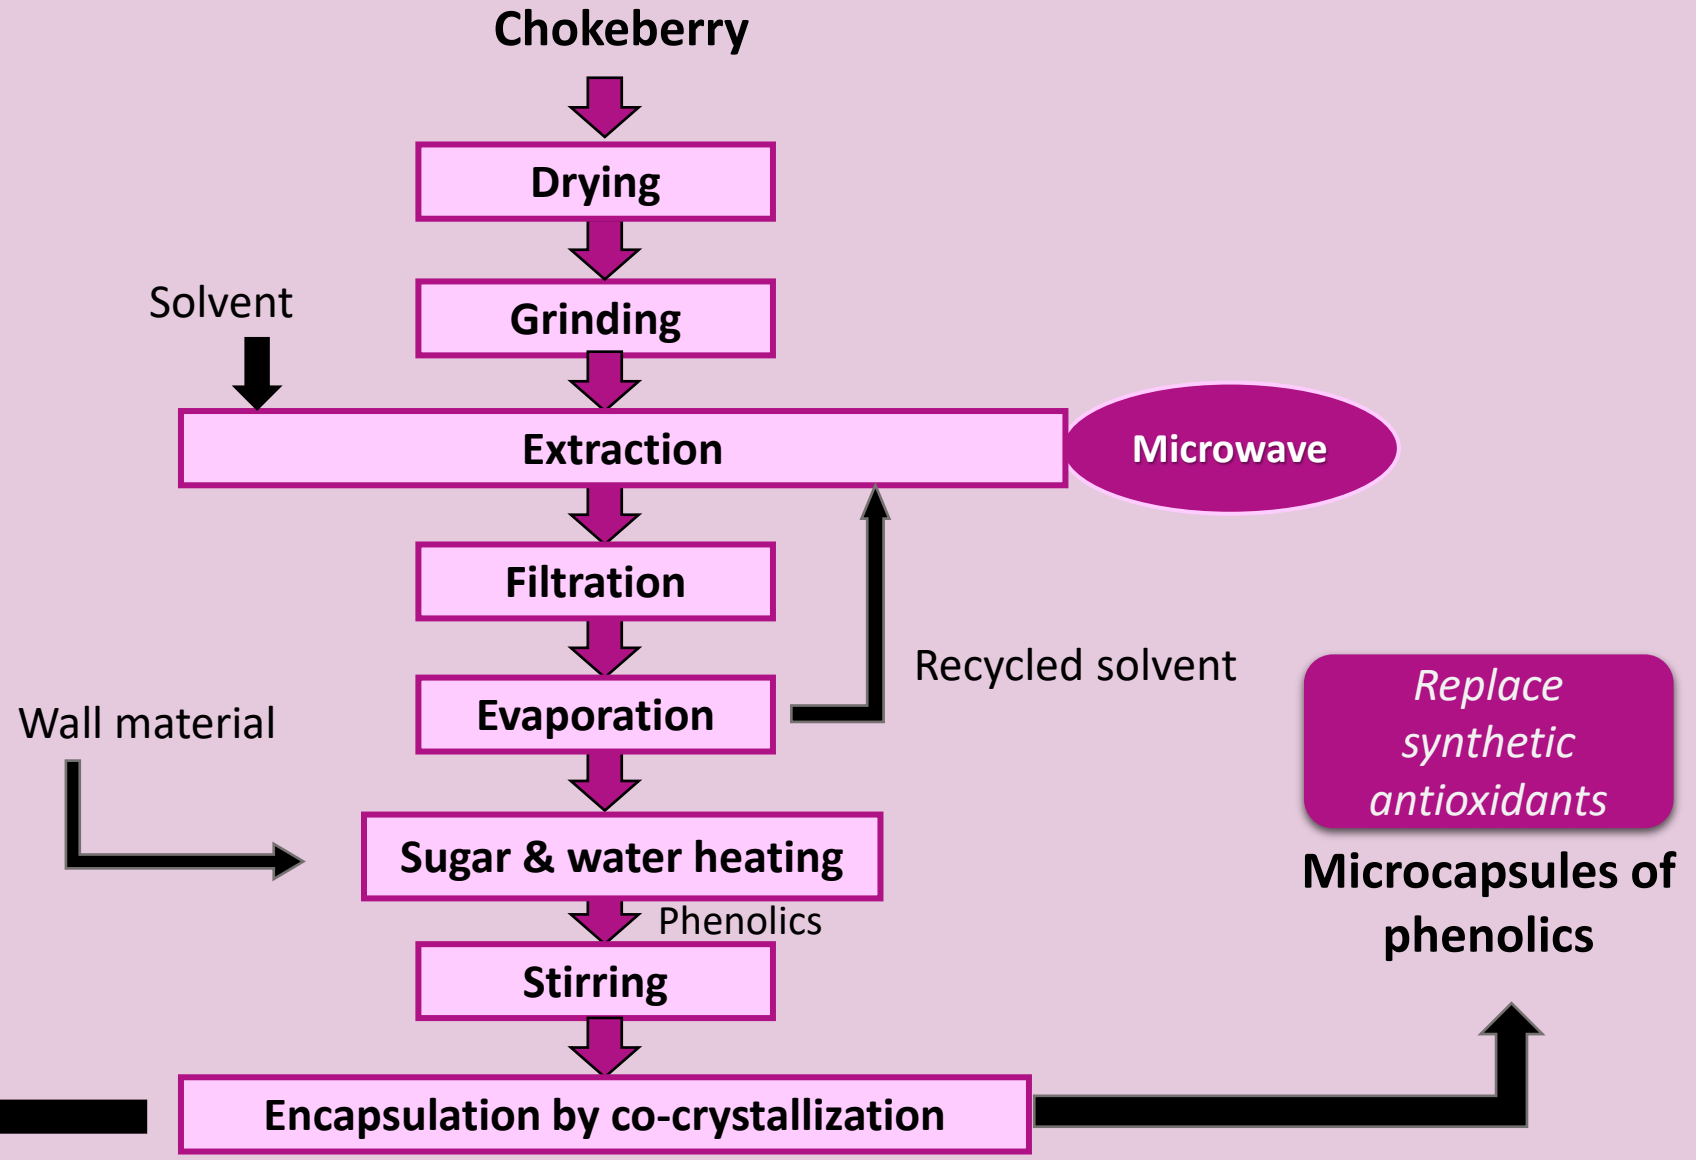 Chokeberry
Drying
Grinding
Solvent
Extraction
Microwave
Filtration
Recycled solvent
Evaporation
Wall material
Sugar & water heating
Phenolics
Stirring
Encapsulation by co-crystallization
Replace
synthetic
antioxidants
Microcapsules of
phenolics